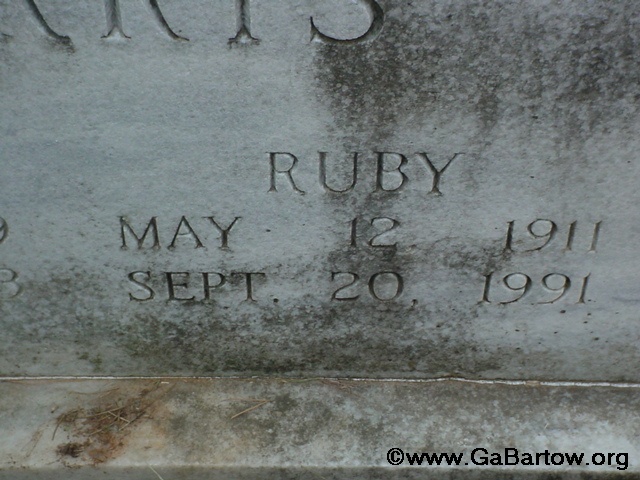 RUBY
MAY 12 1911
SEPT. 20, 1991
©www.GaBartow.org